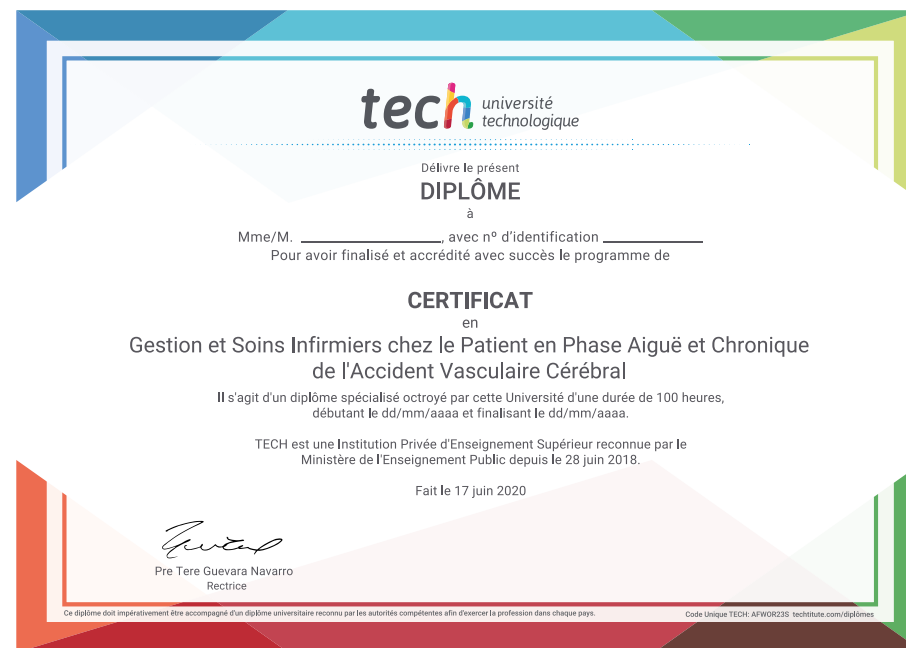 tech université
technologique
Délivre le présent
DIPLÔME
à
Mme/M. ____________________, avec nº d'identification ______________
Pour avoir finalisé et accrédité avec succès le programme de
CERTIFICAT
en
Gestion et Soins Infirmiers chez le Patient en Phase Aiguë et Chronique
de l'Accident Vasculaire Cérébral
Il s'agit d'un diplôme spécialisé octroyé par cette Université d'une durée de 100 heures,
débutant le dd/mm/aaaa et finalisant le dd/mm/aaaa.
TECH est une Institution Privée d'Enseignement Supérieur reconnue par le
Ministère de l'Enseignement Public depuis le 28 juin 2018.
Fait le 17 juin 2020
Pre Tere Guevara Navarro
Rectrice
Ce diplôme doit impérativement être accompagné d'un diplôme universitaire reconnu par les autorités compétentes afin d'exercer la profession dans chaque pays.
Code Unique TECH: AFWOR23S techtitute.com/diplômes